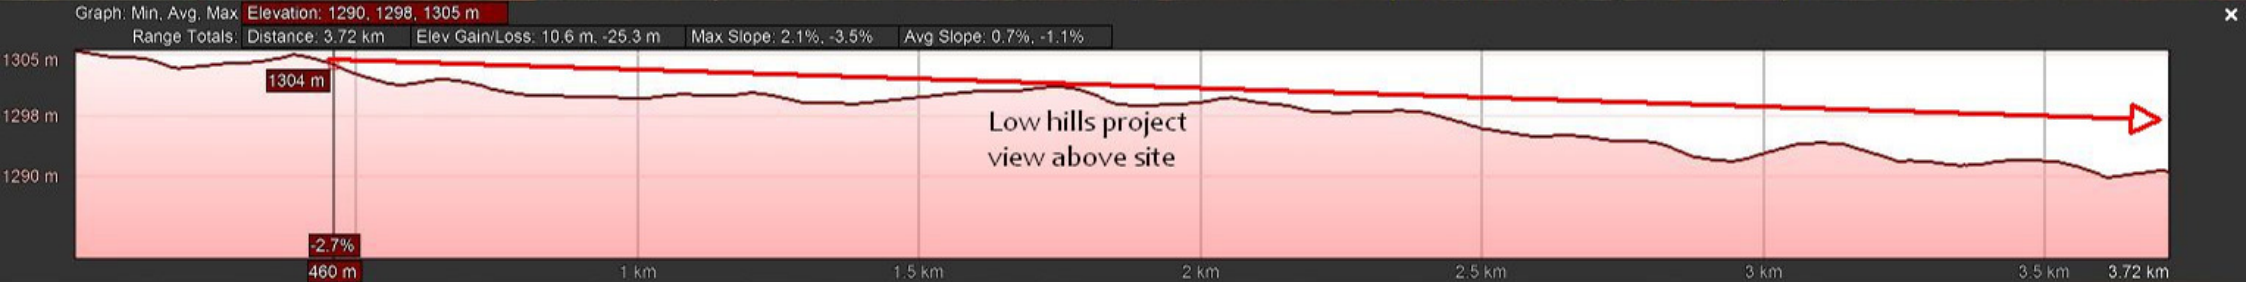 Graph: Min, Avg, Max Elevation: 1290, 1298, 1305 m
Range Totals: Distance: 3.72 km Elev Gain/Loss: 10.6 m, -25.3 m Max Slope: 2.1%, -3.5% Avg Slope: 0.7%, -1.1%
1305 m
1304 m
1298 m
Low hills project
view above site
1290 m
-2.7%
460 m 1 km 1.5 km 2 km 2.5 km 3 km 3.5 km 3.72 km